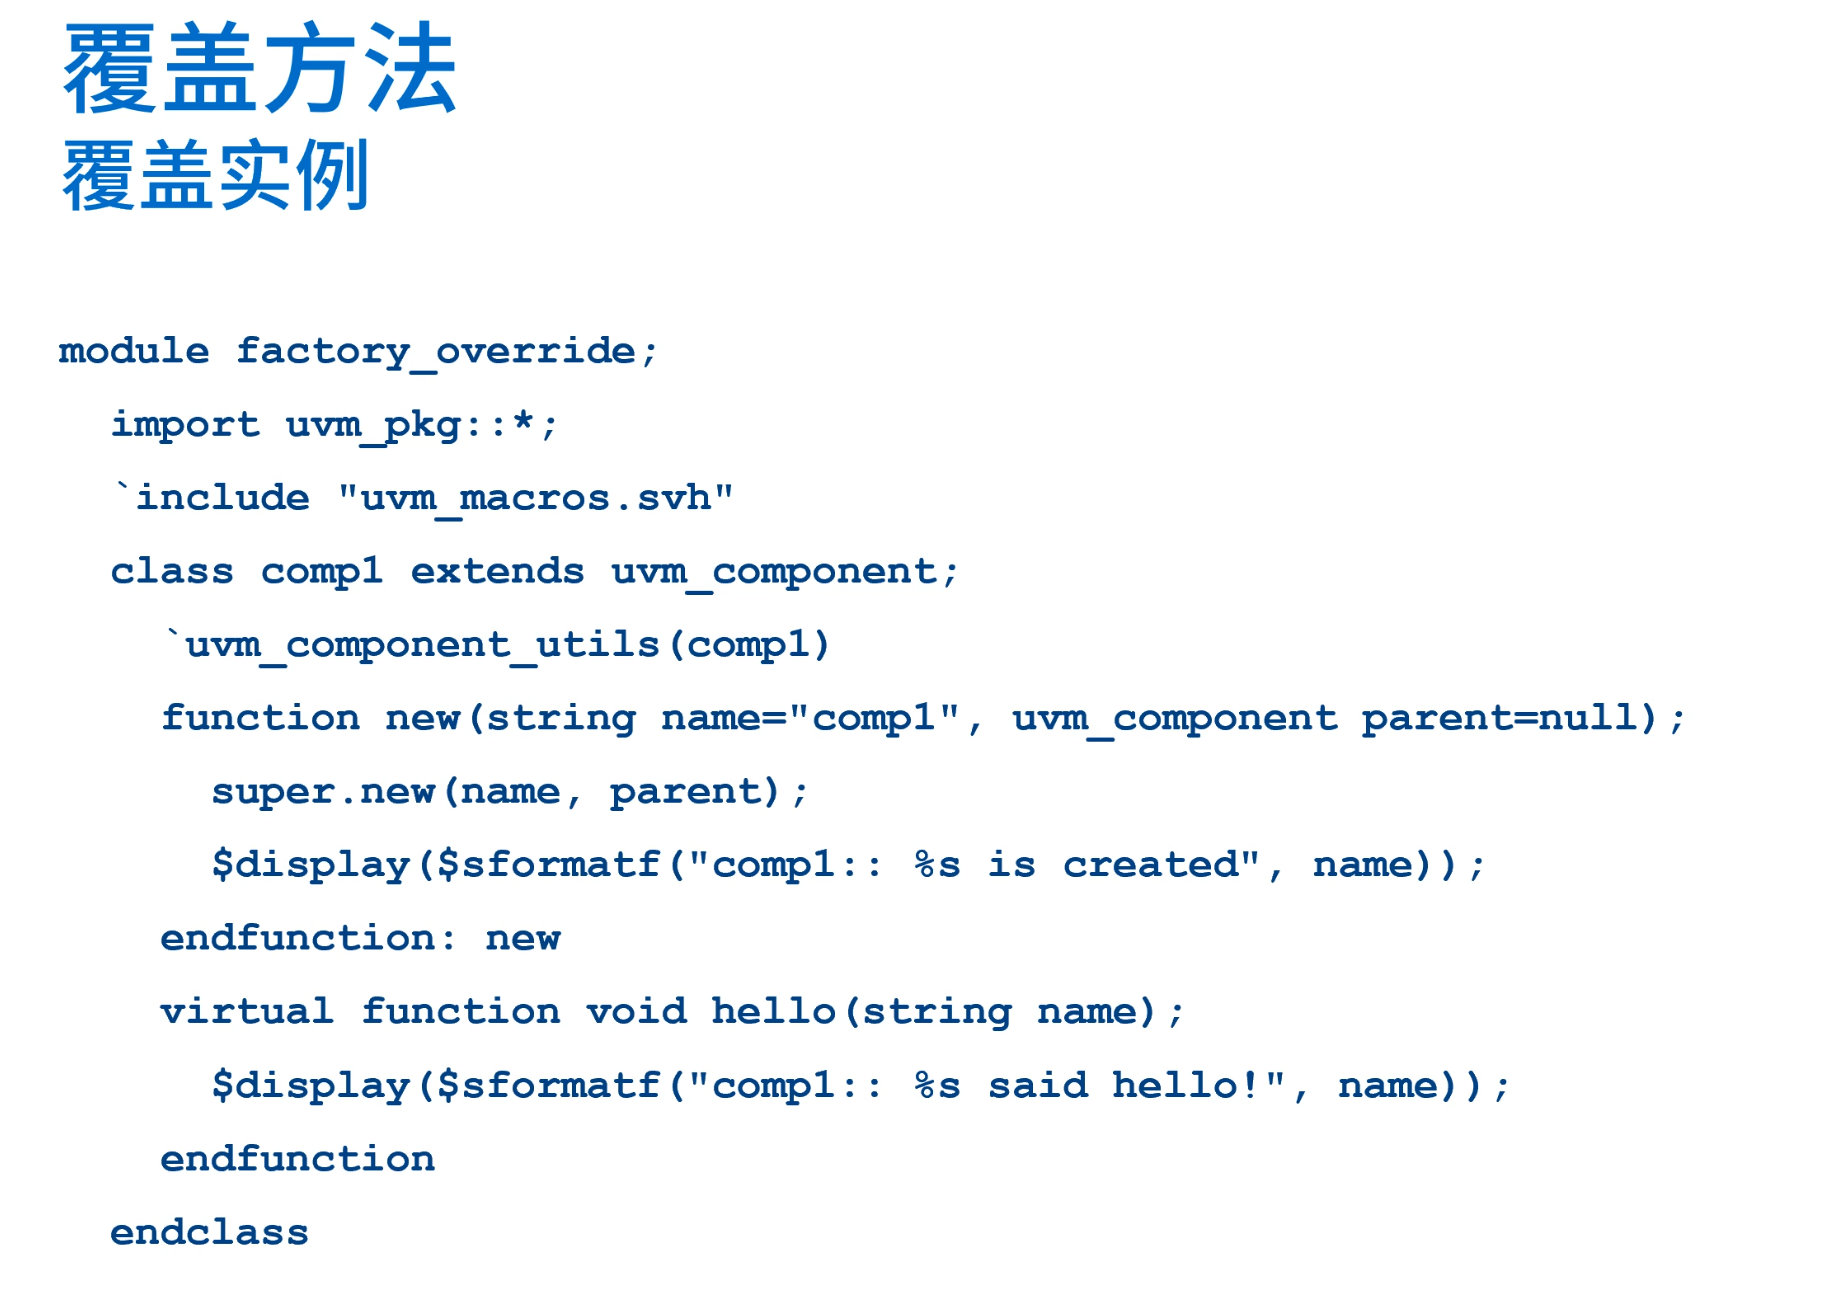 覆盖方法
覆盖实例
module factory_override;
import uvm_pkg::*;
`include "uvm_macros.svh"
class comp1 extends uvm_component;
`uvm_component_utils(comp1)
function new(string name="comp1", uvm_component parent=null);
super.new(name, parent);
$display($sformatf("comp1:: %s is created", name));
endfunction: new
virtual function void hello(string name);
$display($sformatf("comp1:: %s said hello!", name));
endfunction
endclass